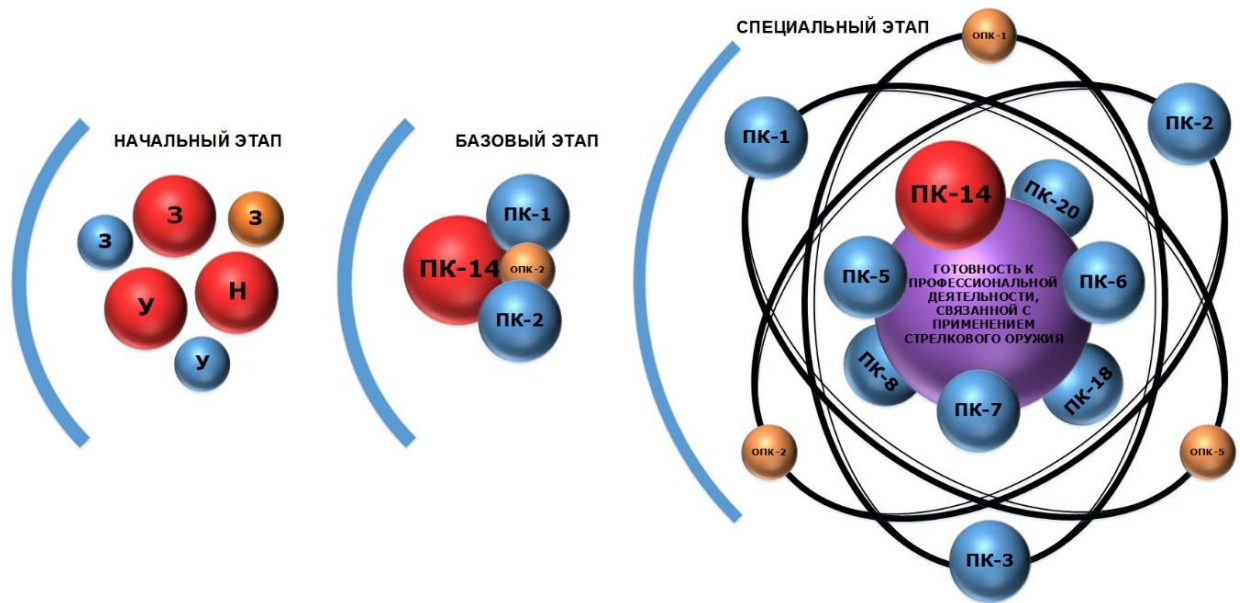 НАЧАЛЬНЫЙ ЭТАП
З
З
З
У
Н
У
БАЗОВЫЙ ЭТАП
ПК-1
ПК-14
ОПК-2
ПК-2
СПЕЦИАЛЬНЫЙ ЭТАП
ОПК-1
ПК-1
ПК-2
ПК-14
ПК-20
ПК-5
ПК-6
ГОТОВНОСТЬ К
ПРОФЕССИОНАЛЬНОЙ
ДЕЯТЕЛЬНОСТИ,
СВЯЗАННОЙ С
ПРИМЕНЕНИЕМ
СТРЕЛКОВОГО ОРУЖИЯ
ПК-8
ПК-7
ПК-18
ОПК-2
ОПК-5
ПК-3